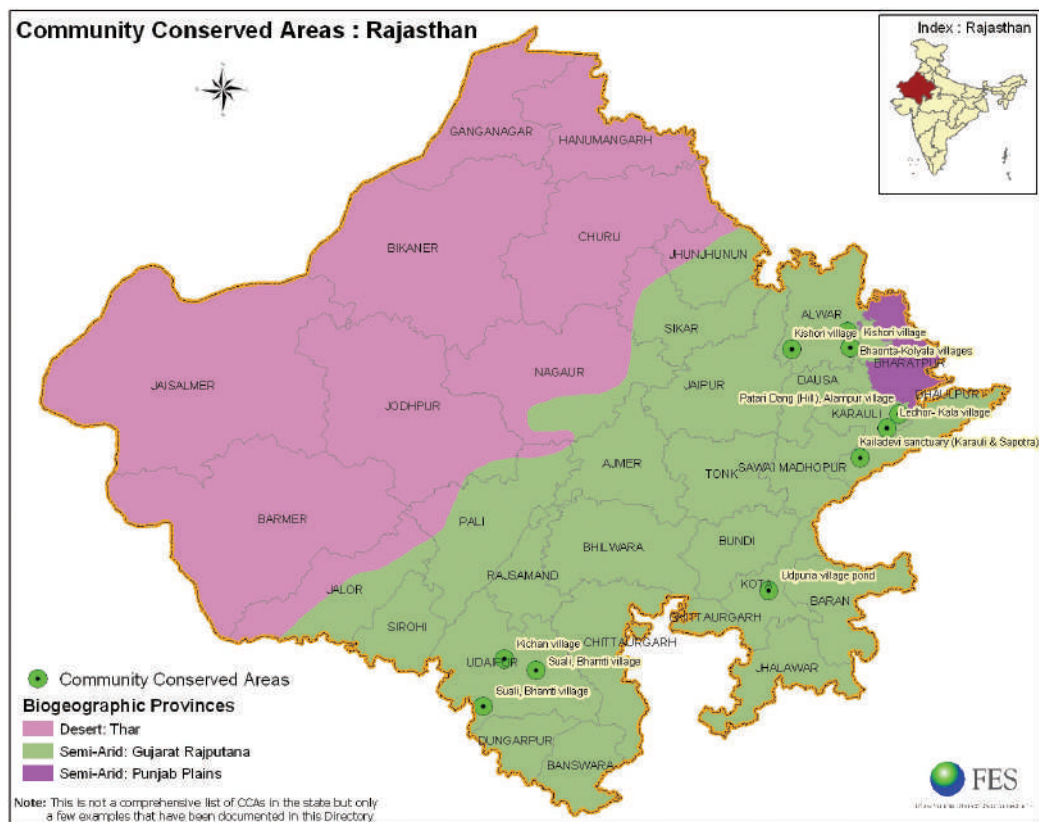 Community Conserved Areas : Rajasthan
Index : Rajasthan
GANGANAGAR
HANUMANGARH
BIKANER
CHURU
JHUNJHUNUN
ALWAR
SIKAR
Kishori village
Kishori village
Bhaonta-Kolyala villages
BHARATPUR
JAISALMER
NAGAUR
JAIPUR
DAUSA
JODHPUR
Patari Dang (Hill), Alampur village
DHAULPUR
KARAULI
Ledhor- Kala village
Kailadevi sanctuary (Karauli & Sapotra)
AJMER
TONK
SAWAI MADHOPUR
BARMER
PALI
BHILWARA
BUNDI
RAJSAMAND
Udpuria village pond
JALOR
KOTA
BARAN
SIROHI
CHITTAURGARH
CHITTAURGARH
Kichan village
UDAIPUR
Suali, Bhamti village
JHALAWAR
Suali, Bhamti village
DUNGARPUR
BANSWARA
Community Conserved Areas
Biogeographic Provinces
Desert: Thar
Semi-Arid: Gujarat Rajputana
Semi-Arid: Punjab Plains
FES
Note: This is not a comprehensive list of CCAs in the state but only
a few examples that have been documented in this Directory.